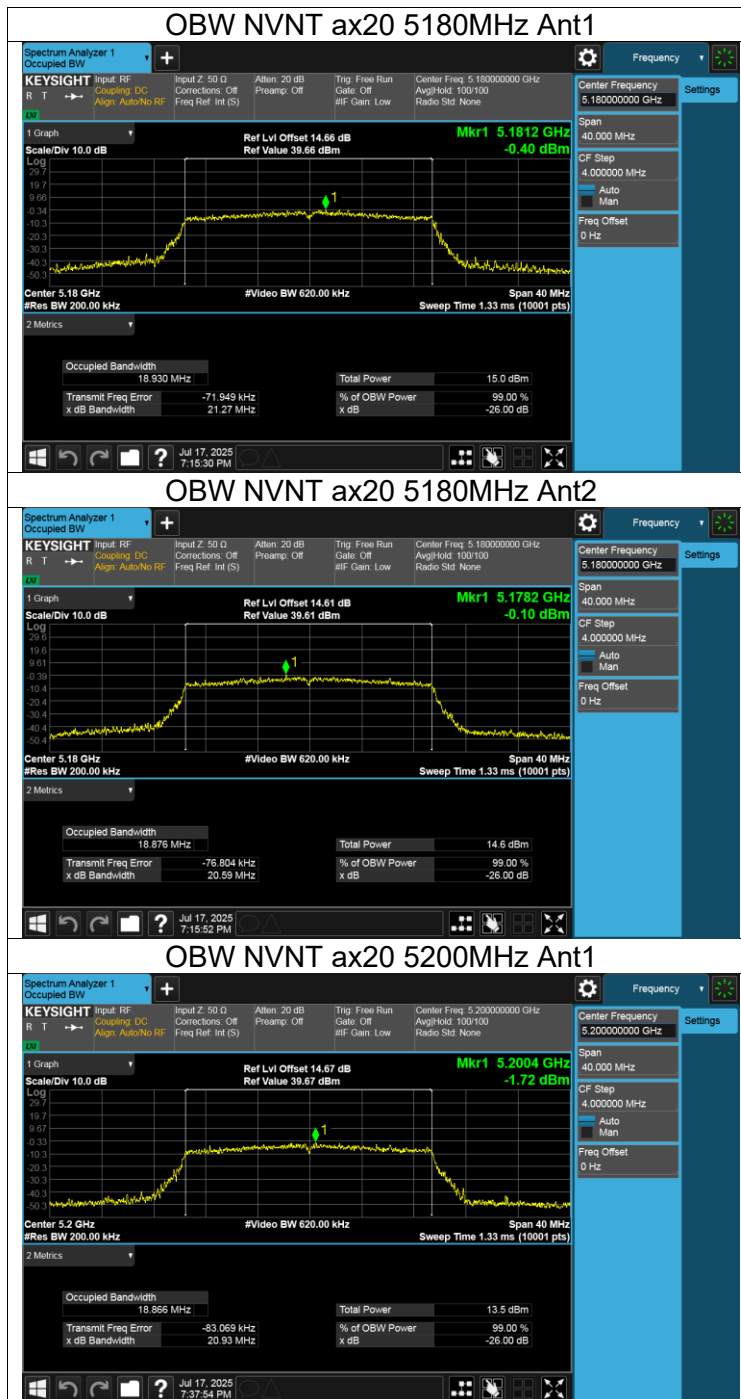 OBW NVNT ax20 5180MHz Ant1
Spectrum Analyzer 1
Occupied BW
Frequency
KEYSIGHT Input: RF Input Z: 50 Ω Atten: 20 dB Trig: Free Run Center Freq: 5.180000000 GHz
R T Coupling: DC Corrections: Off Preamp: Off Gate: Off Avg|Hold: 100/100
Align: Auto/No RF Freq Ref: Int (S) #IF Gain: Low Radio Std: None
LXI
Center Frequency
5.180000000 GHz
Settings
Span
40.000 MHz
CF Step
4.000000 MHz
Auto
Man
Freq Offset
0 Hz
1 Graph Ref Lvl Offset 14.66 dB Mkr1 5.1812 GHz
Scale/Div 10.0 dB Ref Value 39.66 dBm -0.40 dBm
Log
29.7
19.7
9.66
-0.34
-10.3
-20.3
-30.3
-40.3
-50.3
1
Center 5.18 GHz #Video BW 620.00 kHz Span 40 MHz
#Res BW 200.00 kHz Sweep Time 1.33 ms (10001 pts)
2 Metrics
Occupied Bandwidth
18.930 MHz Total Power 15.0 dBm
Transmit Freq Error -71.949 kHz % of OBW Power 99.00 %
x dB Bandwidth 21.27 MHz x dB -26.00 dB
? Jul 17, 2025
7:15:30 PM
OBW NVNT ax20 5180MHz Ant2
Spectrum Analyzer 1
Occupied BW
Frequency
KEYSIGHT Input: RF Input Z: 50 Ω Atten: 20 dB Trig: Free Run Center Freq: 5.180000000 GHz
R T Coupling: DC Corrections: Off Preamp: Off Gate: Off Avg|Hold: 100/100
Align: Auto/No RF Freq Ref: Int (S) #IF Gain: Low Radio Std: None
LXI
Center Frequency
5.180000000 GHz
Settings
Span
40.000 MHz
CF Step
4.000000 MHz
Auto
Man
Freq Offset
0 Hz
1 Graph Ref Lvl Offset 14.61 dB Mkr1 5.1782 GHz
Scale/Div 10.0 dB Ref Value 39.61 dBm -0.10 dBm
Log
29.6
19.6
9.61
-0.39
-10.4
-20.4
-30.4
-40.4
-50.4
1
Center 5.18 GHz #Video BW 620.00 kHz Span 40 MHz
#Res BW 200.00 kHz Sweep Time 1.33 ms (10001 pts)
2 Metrics
Occupied Bandwidth
18.876 MHz Total Power 14.6 dBm
Transmit Freq Error -76.804 kHz % of OBW Power 99.00 %
x dB Bandwidth 20.59 MHz x dB -26.00 dB
? Jul 17, 2025
7:15:52 PM
OBW NVNT ax20 5200MHz Ant1
Spectrum Analyzer 1
Occupied BW
Frequency
KEYSIGHT Input: RF Input Z: 50 Ω Atten: 20 dB Trig: Free Run Center Freq: 5.200000000 GHz
R T Coupling: DC Corrections: Off Preamp: Off Gate: Off Avg|Hold: 100/100
Align: Auto/No RF Freq Ref: Int (S) #IF Gain: Low Radio Std: None
LXI
Center Frequency
5.200000000 GHz
Settings
Span
40.000 MHz
CF Step
4.000000 MHz
Auto
Man
Freq Offset
0 Hz
1 Graph Ref Lvl Offset 14.67 dB Mkr1 5.2004 GHz
Scale/Div 10.0 dB Ref Value 39.67 dBm -1.72 dBm
Log
29.7
19.7
9.67
-0.33
-10.3
-20.3
-30.3
-40.3
-50.3
1
Center 5.2 GHz #Video BW 620.00 kHz Span 40 MHz
#Res BW 200.00 kHz Sweep Time 1.33 ms (10001 pts)
2 Metrics
Occupied Bandwidth
18.866 MHz Total Power 13.5 dBm
Transmit Freq Error -83.069 kHz % of OBW Power 99.00 %
x dB Bandwidth 20.93 MHz x dB -26.00 dB
? Jul 17, 2025
7:37:54 PM